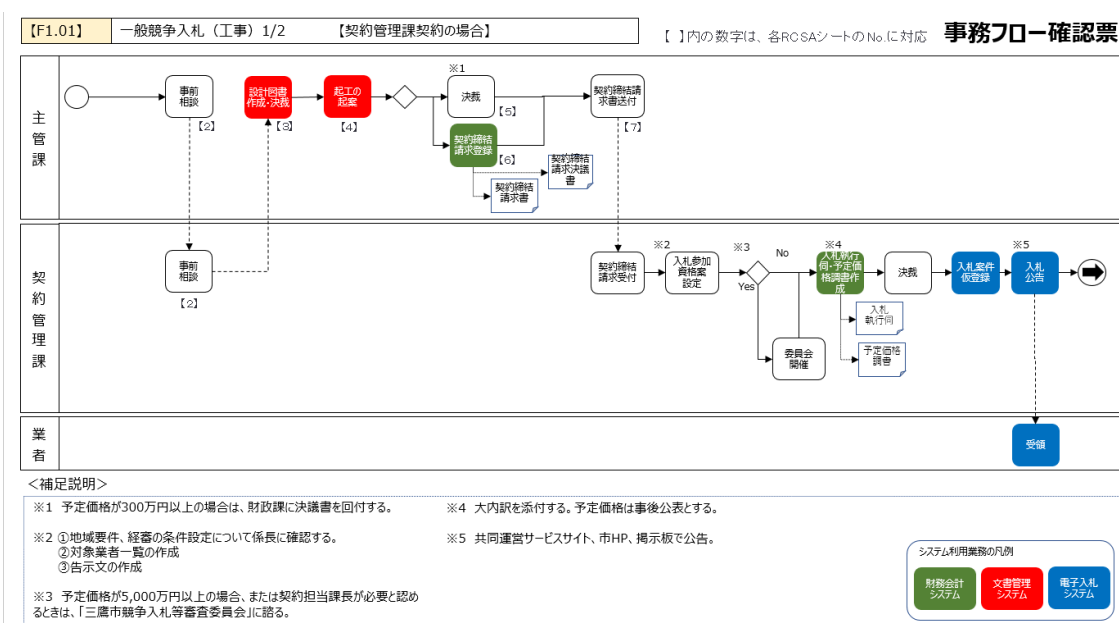 【F1.01】
一般競争入札（工事）1/2 【契約管理課契約の場合】
【 】内の数字は、各RCSAシートのNo.に対応
事務フロー確認票
主管課
事前
相談
【2】
設計図書
作成・決裁
【3】
起工の
起案
【4】
※1
決裁
【5】
契約締結
請求登録
【6】
契約締結
請求書
契約締結
請求決議
書
契約締結請
求書送付
【7】
契約管理課
事前
相談
【2】
契約締結
請求受付
※2
入札参加
資格案
設定
※3
No
Yes
委員会
開催
※4
入札執行
伺・予定価
格調書作
成
入札
執行伺
予定価格
調書
決裁
入札案件
仮登録
※5
入札
公告
業者
受領
＜補足説明＞
※1 予定価格が300万円以上の場合は、財政課に決議書を回付する。
※2 ①地域要件、経審の条件設定について係長に確認する。
②対象業者一覧の作成
③告示文の作成
※3 予定価格が5,000万円以上の場合、または契約担当課長が必要と認め
るときは、「三鷹市競争入札等審査委員会」に諮る。
※4 大内訳を添付する。予定価格は事後公表とする。
※5 共同運営サービスサイト、市HP、掲示板で公告。
システム利用業務の凡例
財務会計
システム
文書管理
システム
電子入札
システム